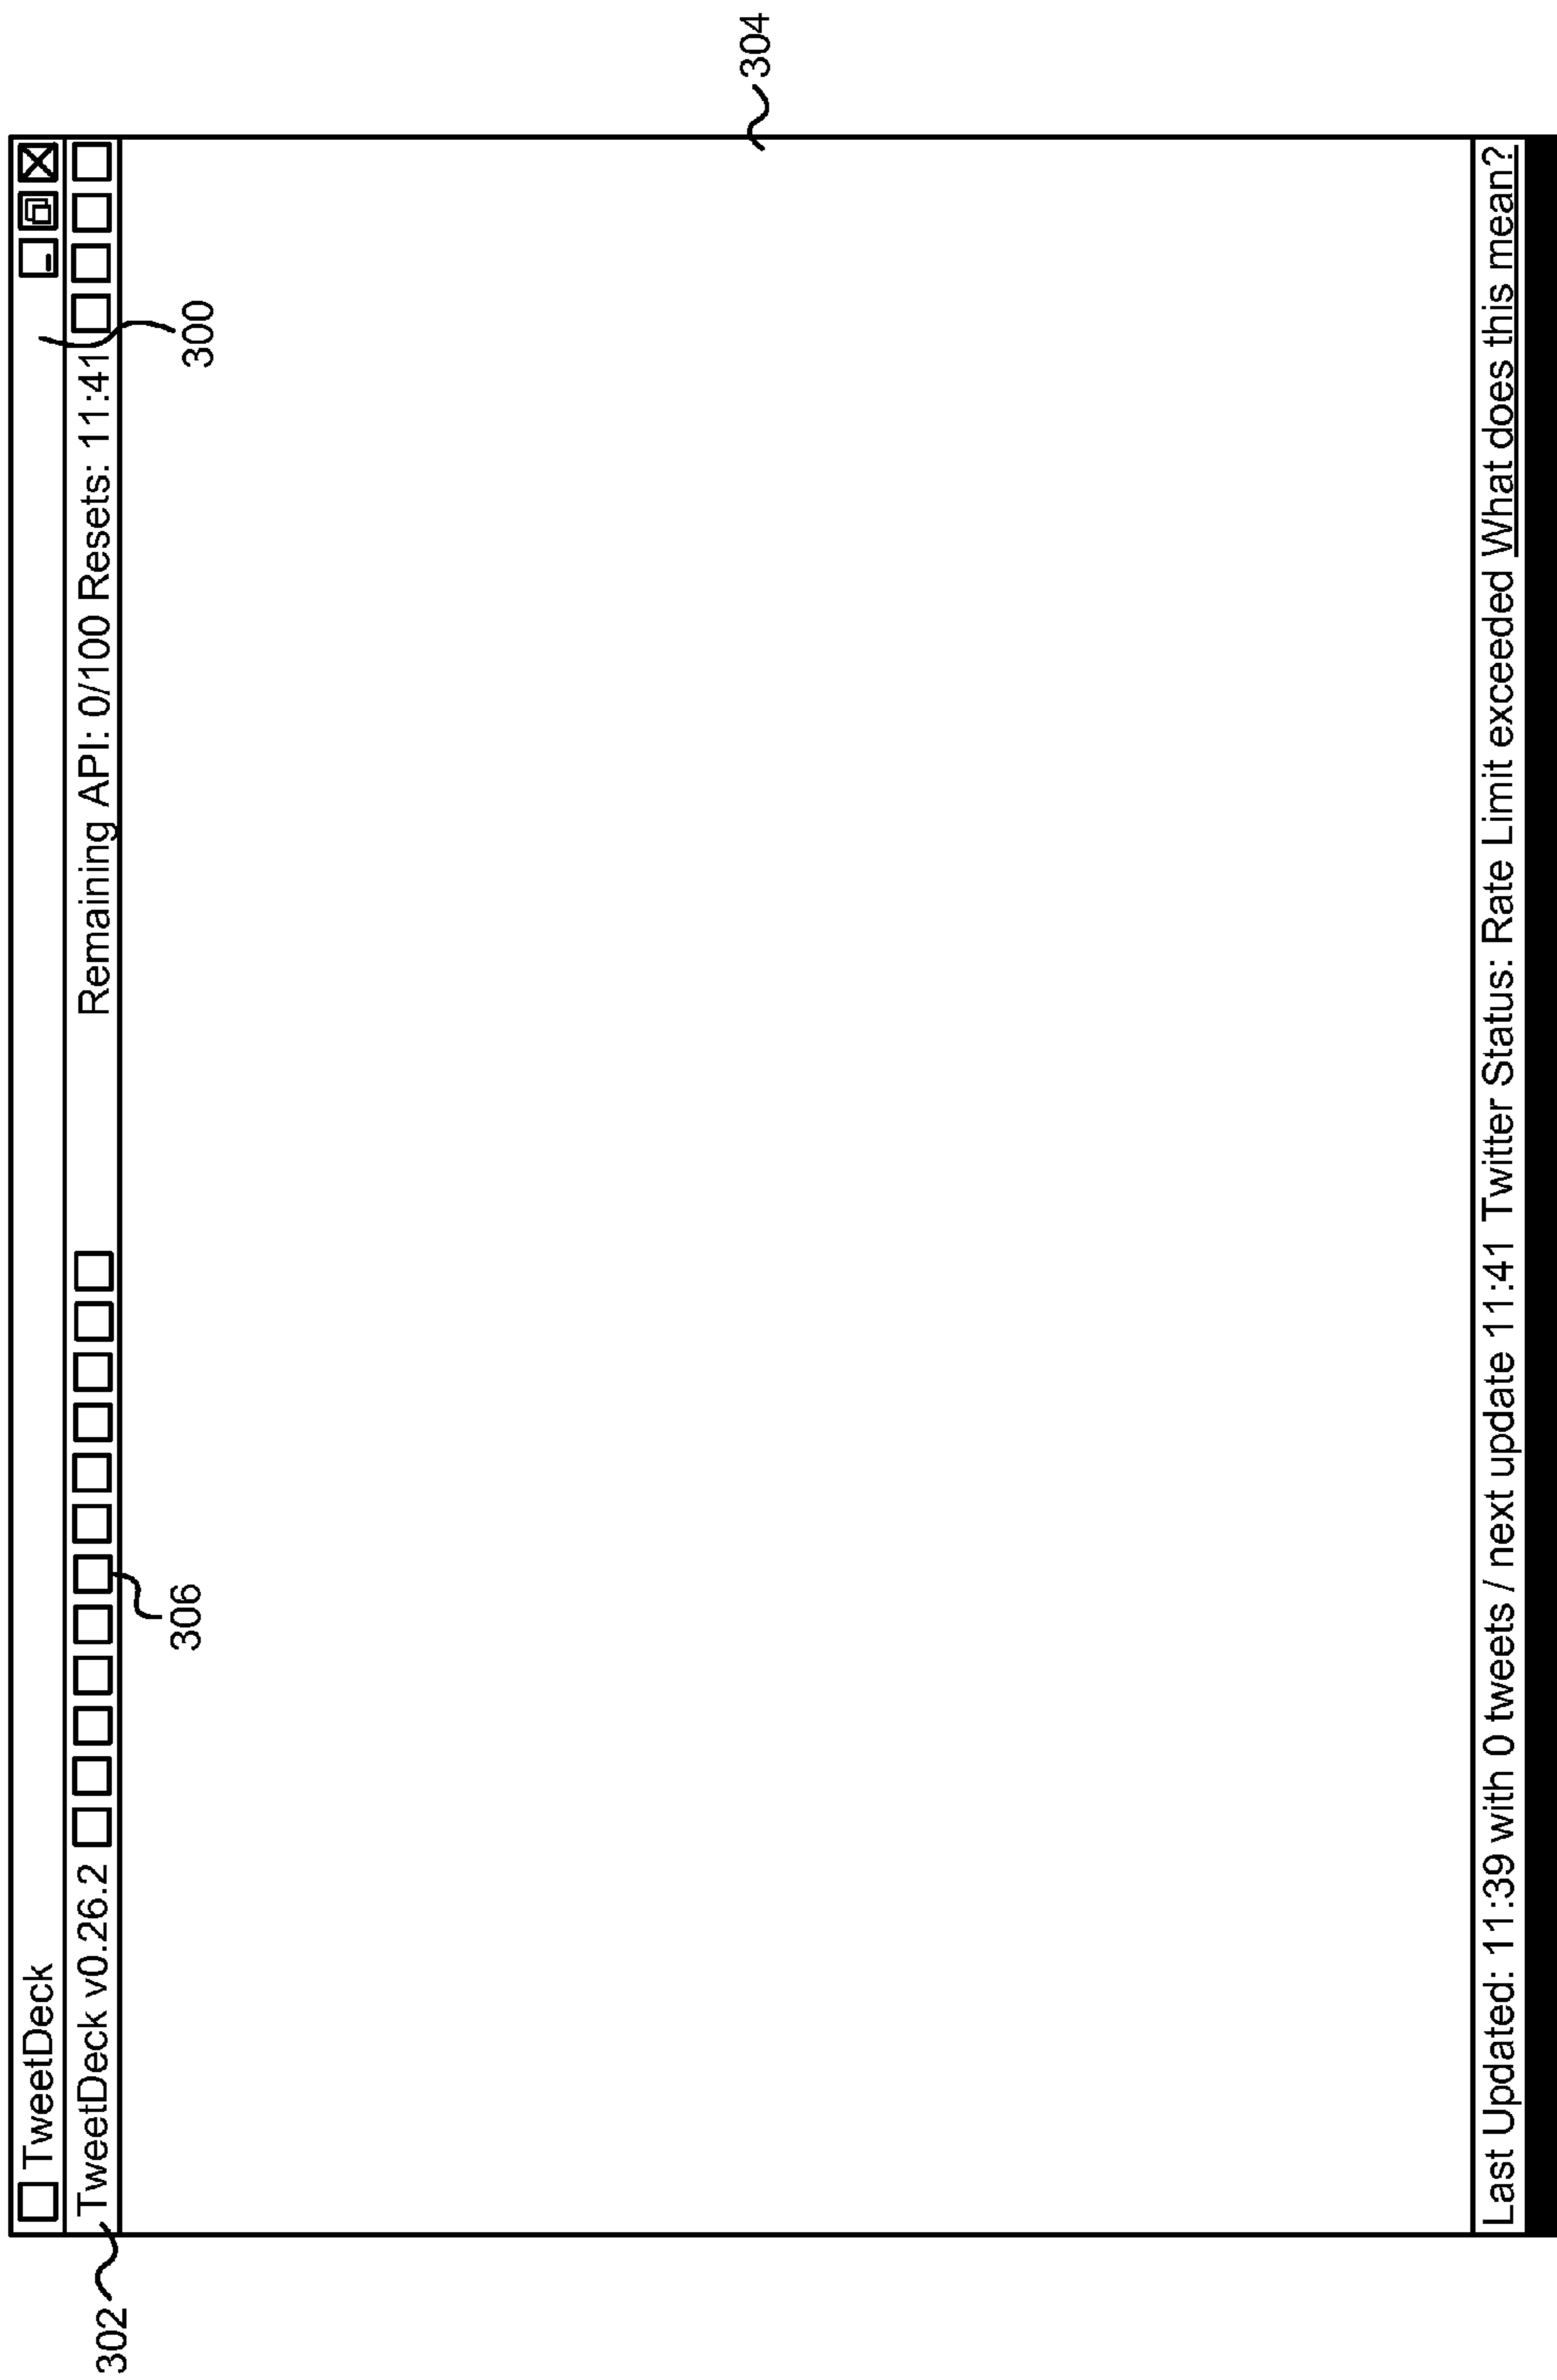 TweetDeck
TweetDeck v0.26.2 Remaining API: 0/100 Resets: 11:41
302
306
300
304
Last Updated: 11:39 with 0 tweets / next update 11:41 Twitter Status: Rate Limit exceeded What does this mean?